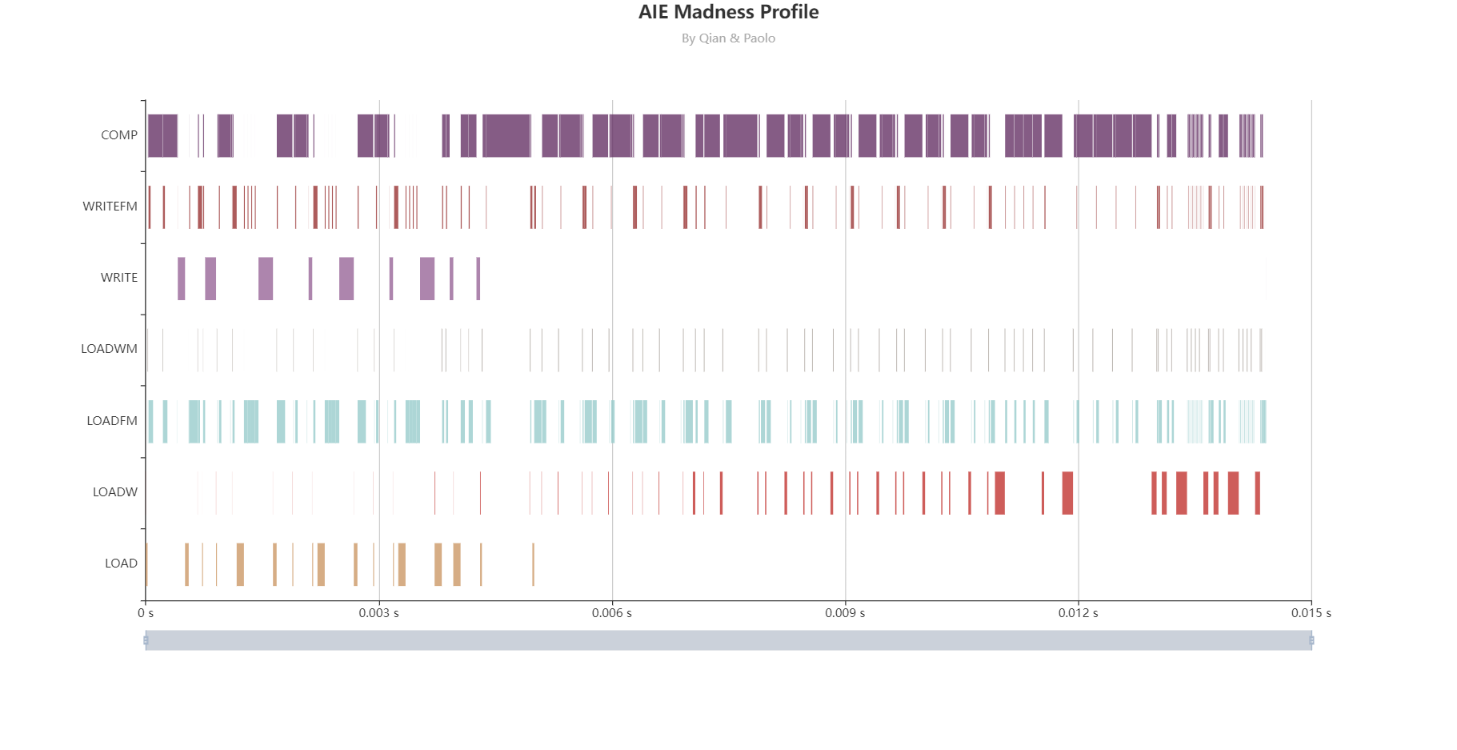 AIE Madness Profile
By Qian & Paolo
COMP
WRITEFM
WRITE
LOADWM
LOADFM
LOADW
LOAD
0 s 0.003 s 0.006 s 0.009 s 0.012 s 0.015 s